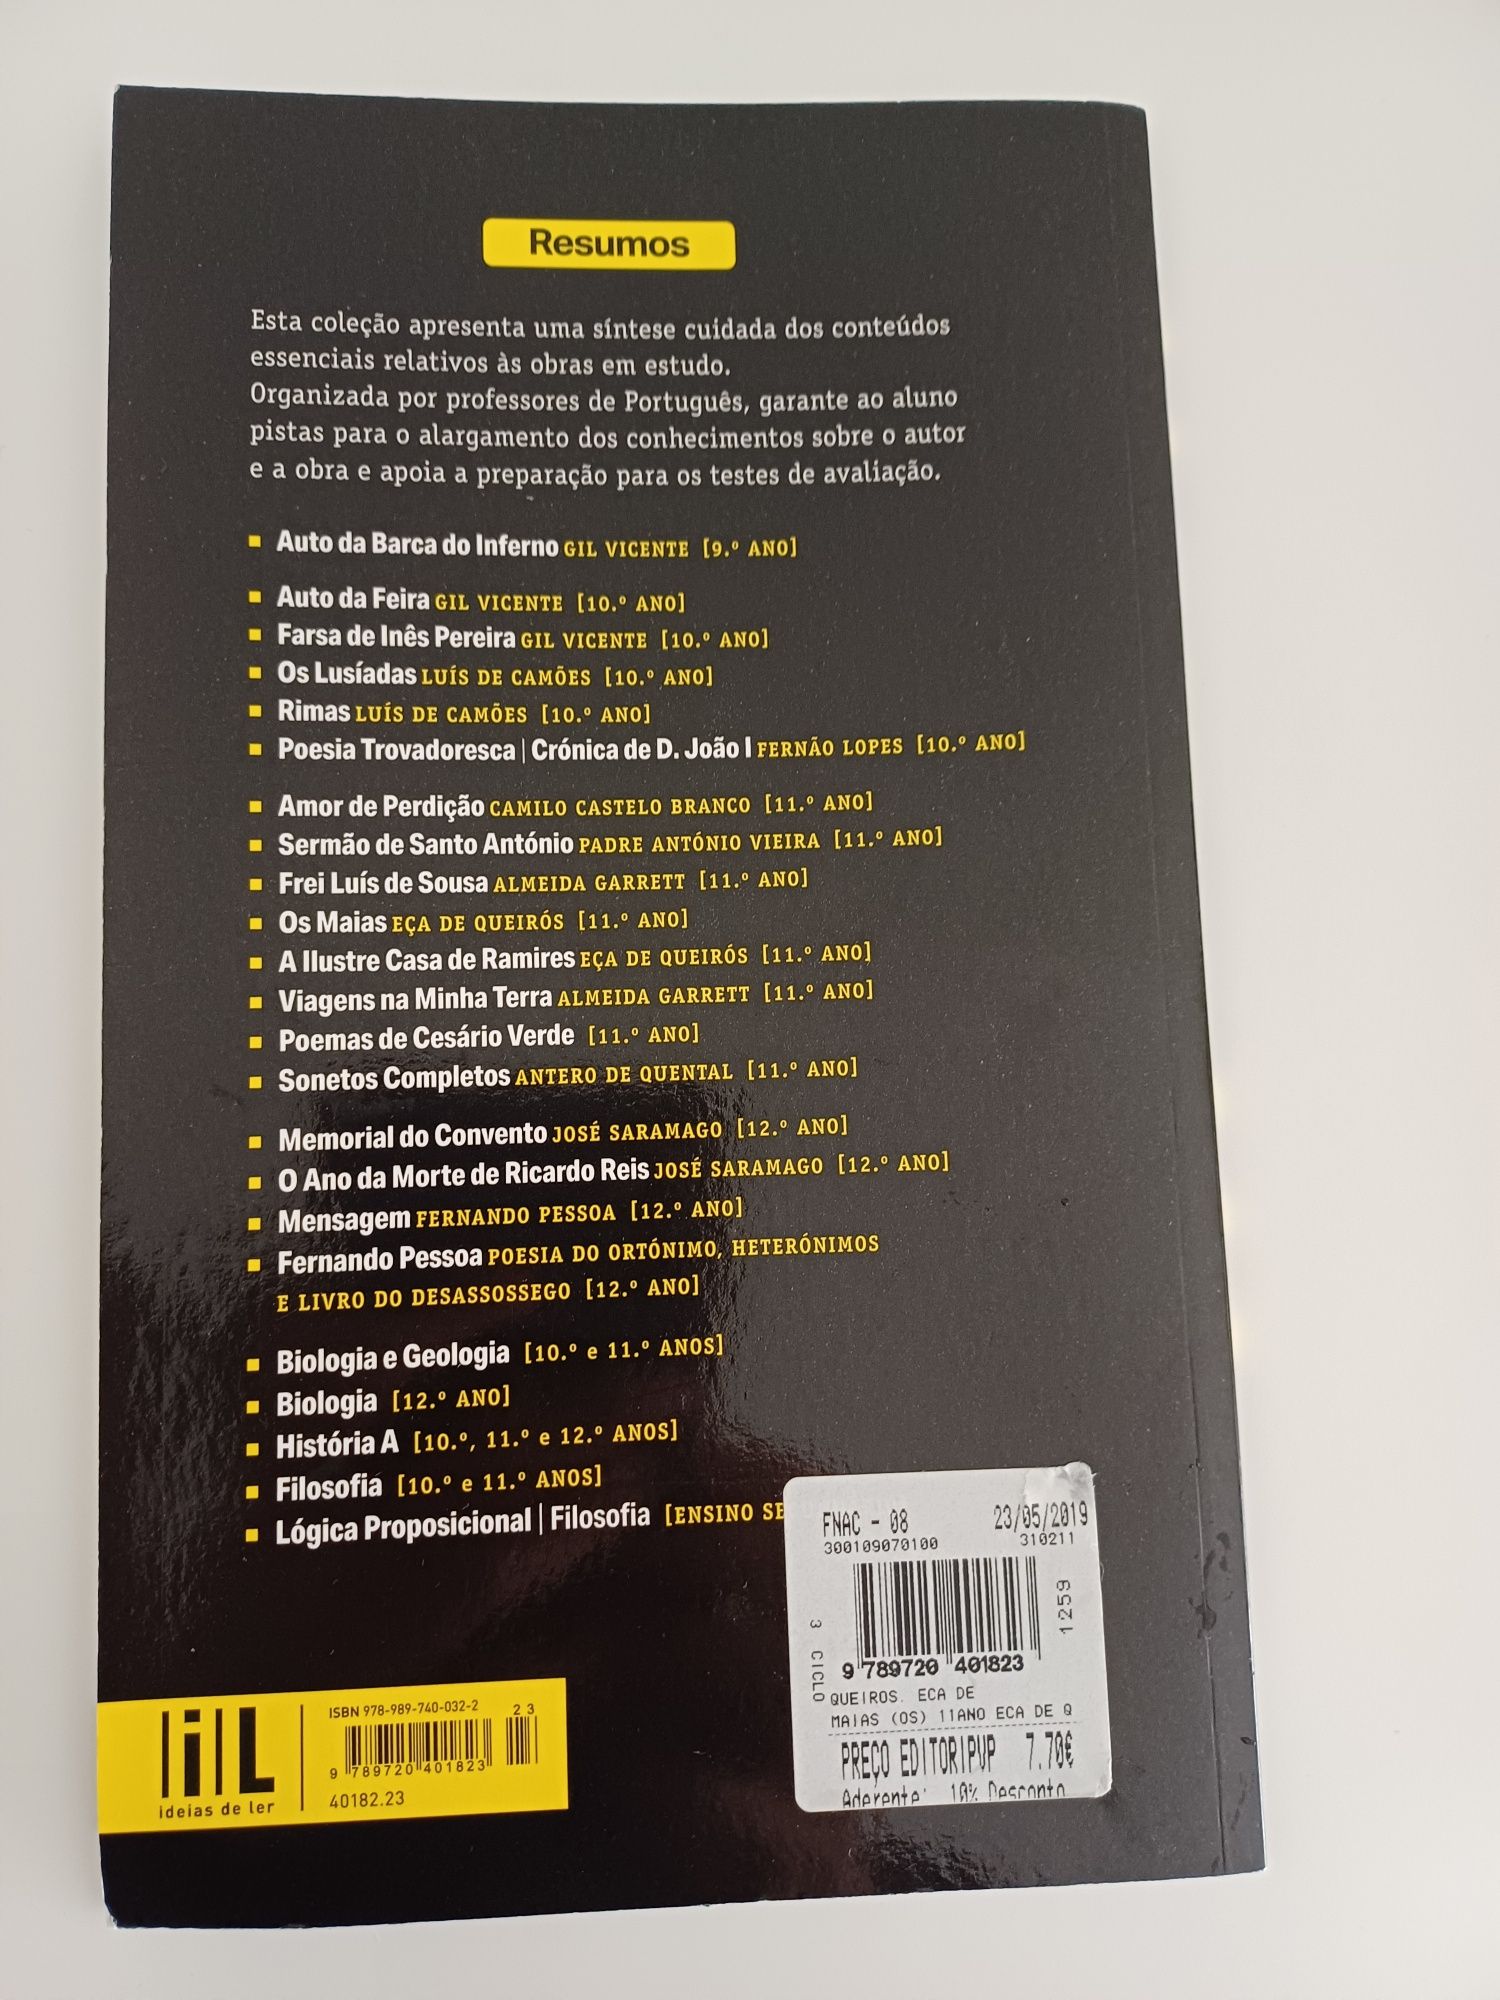 Resumos
Esta coleção apresenta uma síntese cuidada dos conteúdos
essenciais relativos às obras em estudo.
Organizada por professores de Português, garante ao aluno
pistas para o alargamento dos conhecimentos sobre o autor
e a obra e apoia a preparação para os testes de avaliação.
Auto da Barca do Inferno GIL VICENTE [9.º ANO]
Auto da Feira GIL VICENTE [10.º ANO]
Farsa de Inês Pereira GIL VICENTE [10.º ANO]
Os Lusíadas LUÍS DE CAMÕES [10.º ANO]
Rimas LUÍS DE CAMÕES [10.º ANO]
Poesia Trovadoresca | Crónica de D. João I FERNÃO LOPES [10.º ANO]
Amor de Perdição CAMILO CASTELO BRANCO [11.º ANO]
Sermão de Santo António PADRE ANTÓNIO VIEIRA [11.º ANO]
Frei Luís de Sousa ALMEIDA GARRETT [11.º ANO]
Os Maias EÇA DE QUEIRÓS [11.º ANO]
A Ilustre Casa de Ramires EÇA DE QUEIRÓS [11.º ANO]
Viagens na Minha Terra ALMEIDA GARRETT [11.º ANO]
Poemas de Cesário Verde [11.º ANO]
Sonetos Completos ANTERO DE QUENTAL [11.º ANO]
Memorial do Convento JOSÉ SARAMAGO [12.º ANO]
O Ano da Morte de Ricardo Reis JOSÉ SARAMAGO [12.º ANO]
Mensagem FERNANDO PESSOA [12.º ANO]
Fernando Pessoa POESIA DO ORTÓNIMO, HETERÓNIMOS
E LIVRO DO DESASSOSSEGO [12.º ANO]
Biologia e Geologia [10.º e 11.º ANOS]
Biologia [12.º ANO]
História A [10.º, 11.º e 12.º ANOS]
Filosofia [10.º e 11.º ANOS]
Lógica Proposicional | Filosofia [ENSINO SE
FNAC - 08 23/05/2019
300109070100 310211
1259
3 CICLO
9 789720 401823
QUEIROS. ECA DE
MAIAS (OS) 11ANO ECA DE Q
PREÇO EDITOR|PVP 7.70€
Aderente: 10% Desconto
ideias de ler
ISBN 978-989-740-032-2
23
9 789720 401823
40182.23